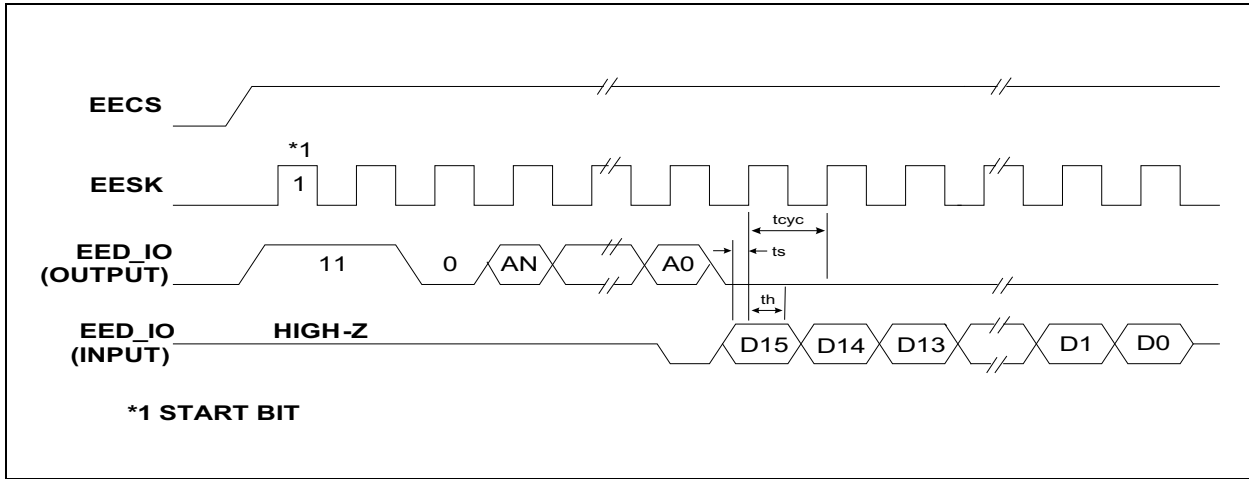 EECS
*1
EESK
1
tcyc
ts
EED_IO
(OUTPUT)
11
0
AN
A0
th
EED_IO
(INPUT)
HIGH-Z
D15
D14
D13
D1
D0
*1 START BIT